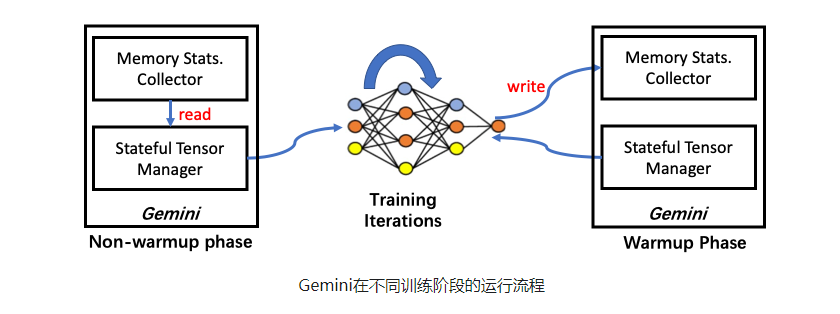 Memory Stats.
Collector
read
Stateful Tensor
Manager
Gemini
Non-warmup phase
Training
Iterations
write
Memory Stats.
Collector
Stateful Tensor
Manager
Gemini
Warmup Phase
Gemini在不同训练阶段的运行流程